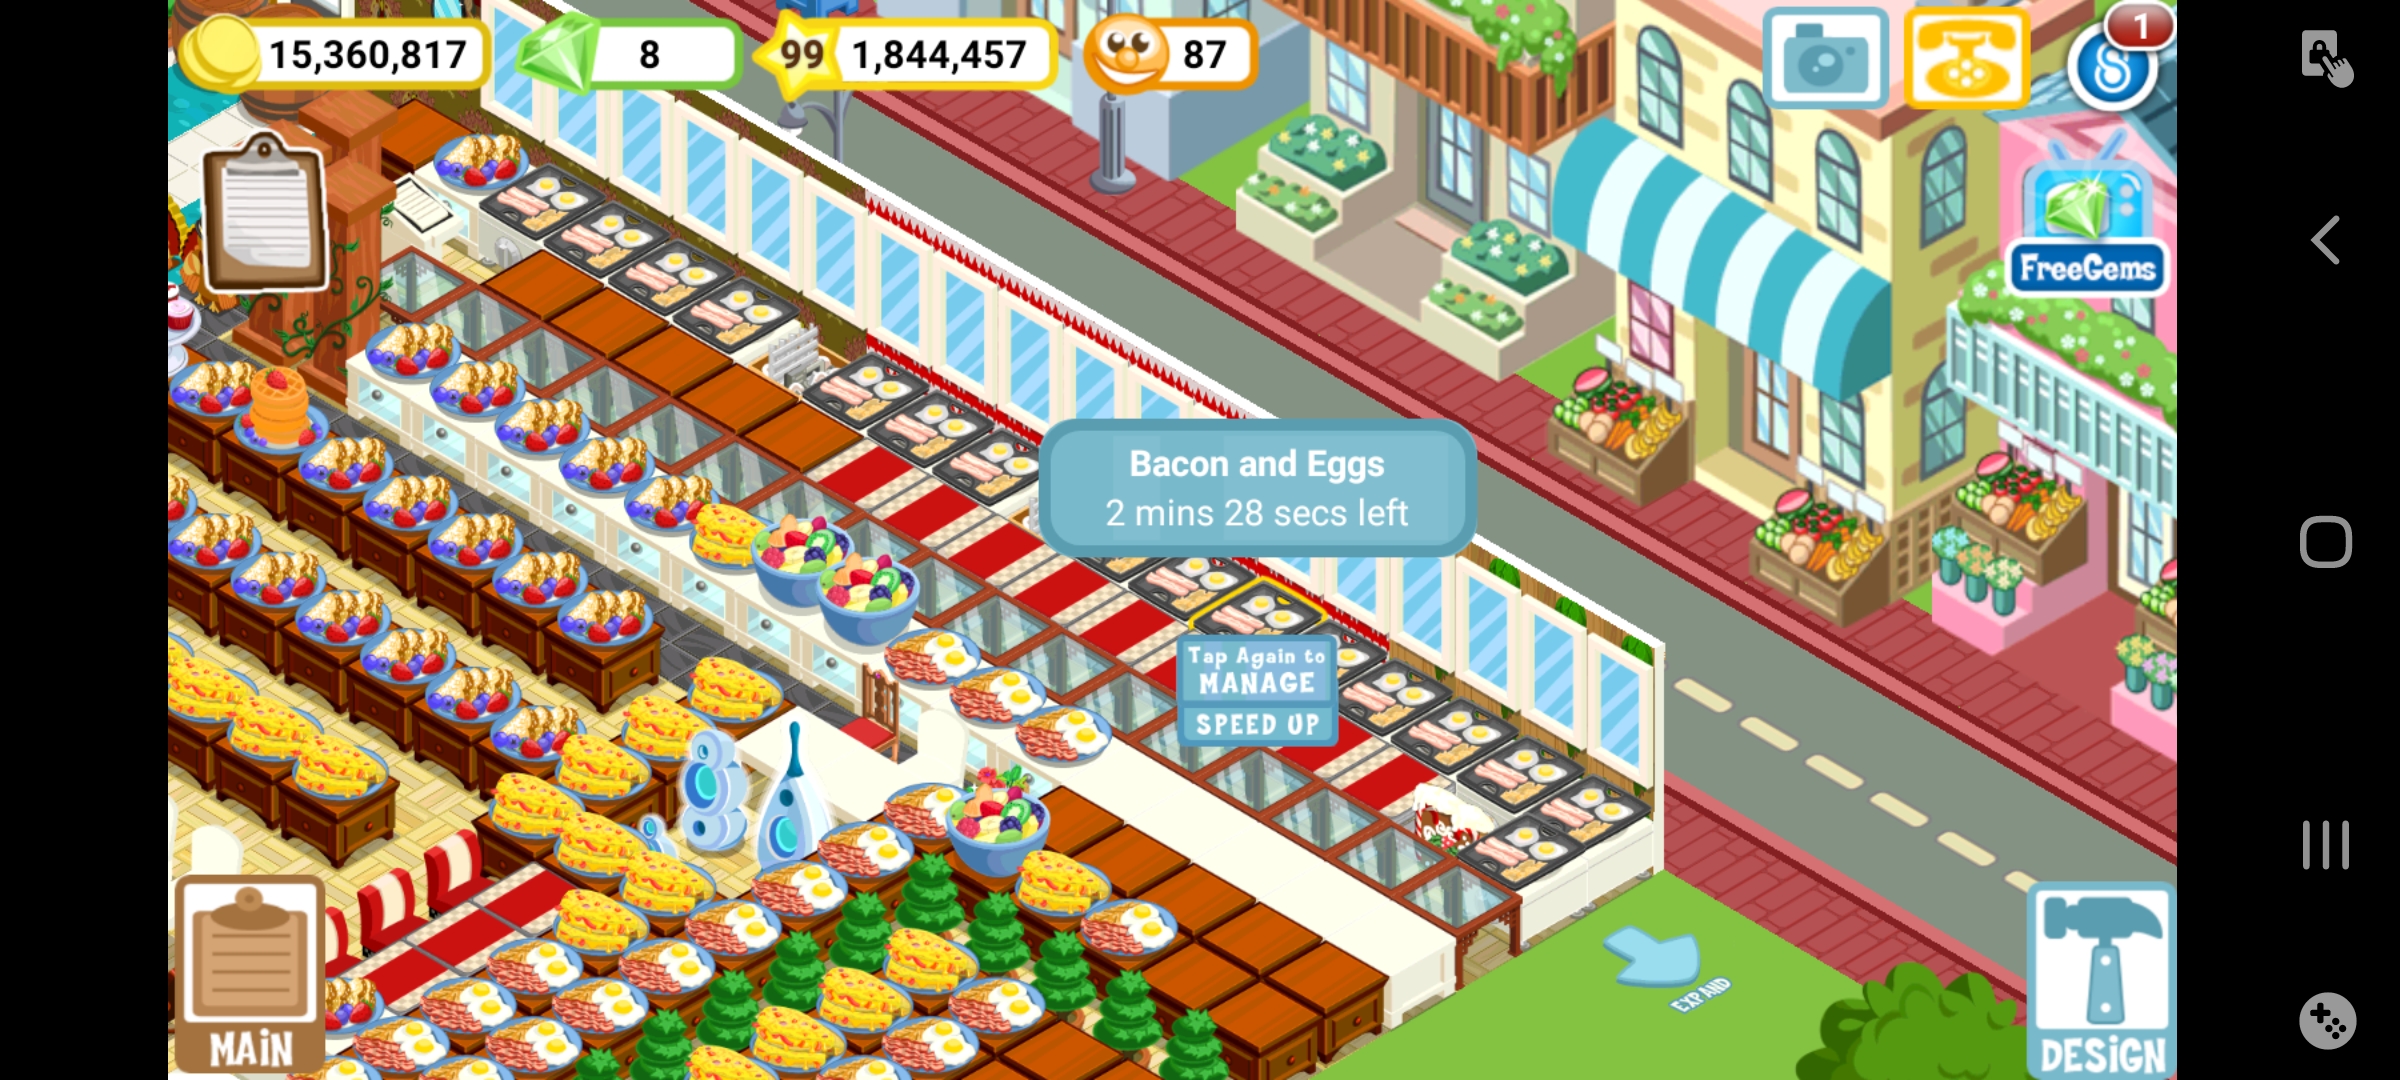 15,360,817
8
99
1,844,457
87
1
FreeGems
Bacon and Eggs
2 mins 28 secs left
Tap Again to
MANAGE
SPEED UP
EXPAND
MAIN
DESIGN